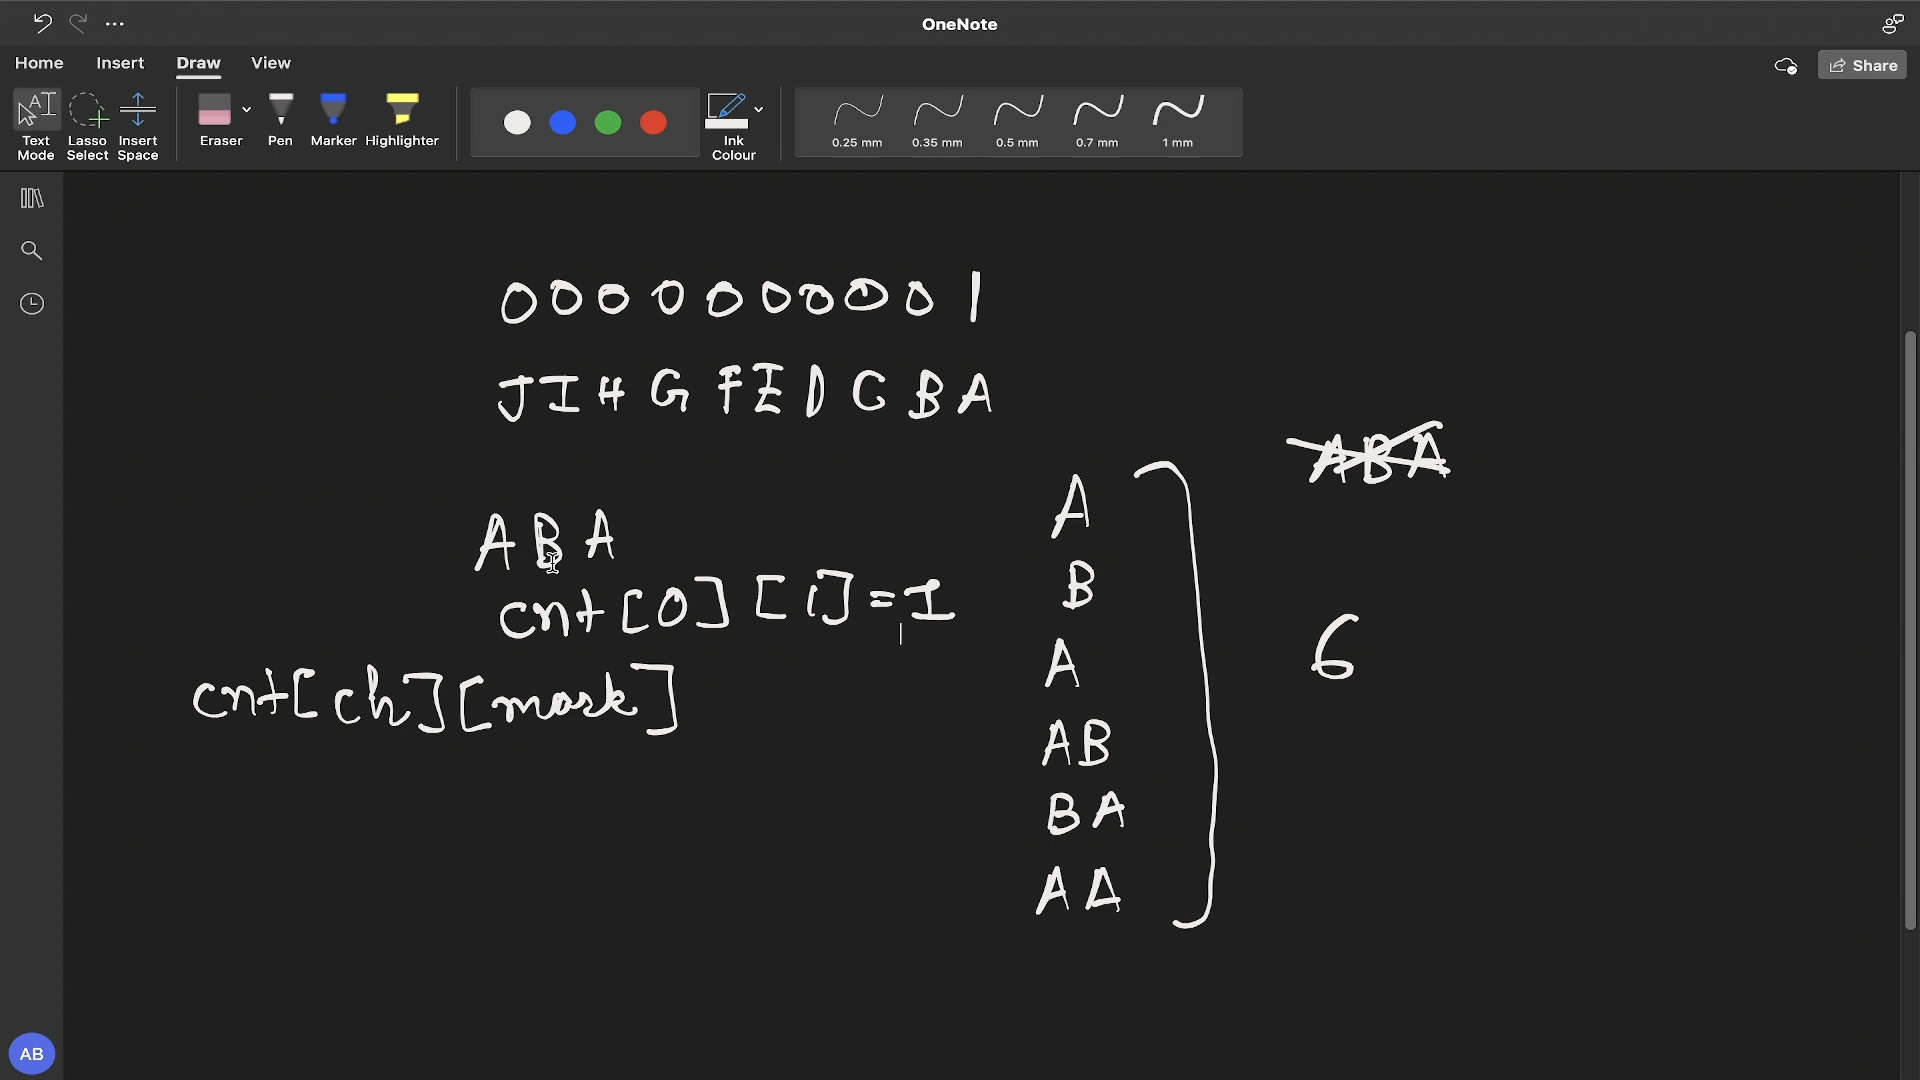 OneNote
Home Insert Draw View
Share
Text Mode
Lasso Select
Insert Space
Eraser
Pen
Marker
Highlighter
Ink Colour
0.25 mm
0.35 mm
0.5 mm
0.7 mm
1 mm
0 0 0 0 0 0 0 0 0 1
J I H G F E D C B A
A B A
cnt[0][1]=1
cnt[ch][mask]
A
B
A
AB
BA
AA
ABA
6
AB